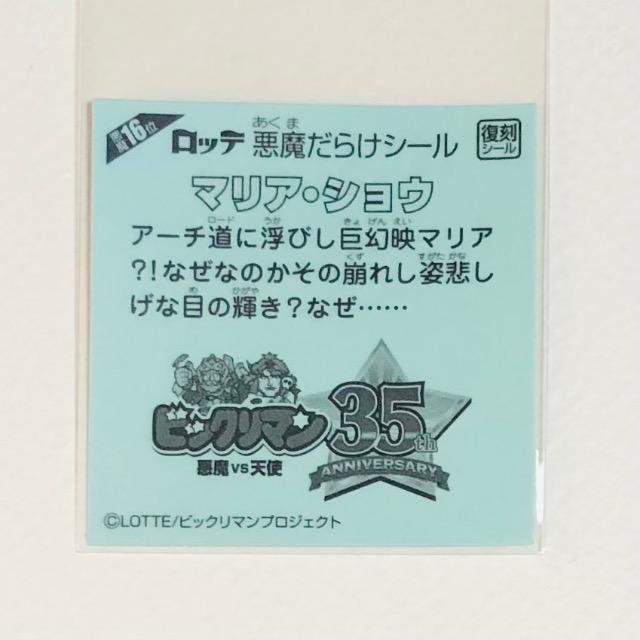 悪魔16位
ロッテ 悪魔だらけシール
あくま
復刻
シール
マリア・ショウ
ロード うか きょ げん えい
アーチ道に浮びし巨幻映マリア
くず すがた かな
?!なぜなのかその崩れし姿悲し
め ひがや
げな目の輝き?なぜ……
ビックリマン
悪魔VS天使
35th
ANNIVERSARY
©LOTTE/ビックリマンプロジェクト